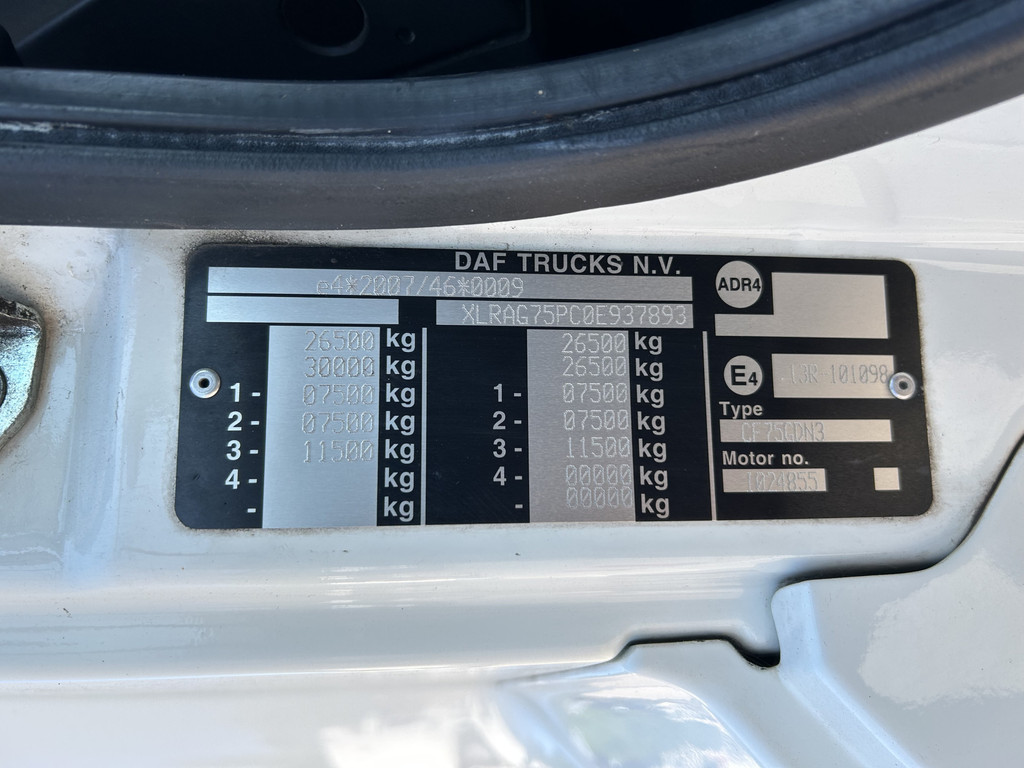 DAF TRUCKS N.V.
e4*2007/46*0009
XLRAG75PC0E937893
26500 kg
30000 kg
1- 07500 kg
2- 07500 kg
3- 11500 kg
4- kg
- kg
26500 kg
26500 kg
1- 07500 kg
2- 07500 kg
3- 11500 kg
4- 00000 kg
- 00000 kg
ADR4
E4 13R-101098
Type
CF75GDN3
Motor no.
1024855